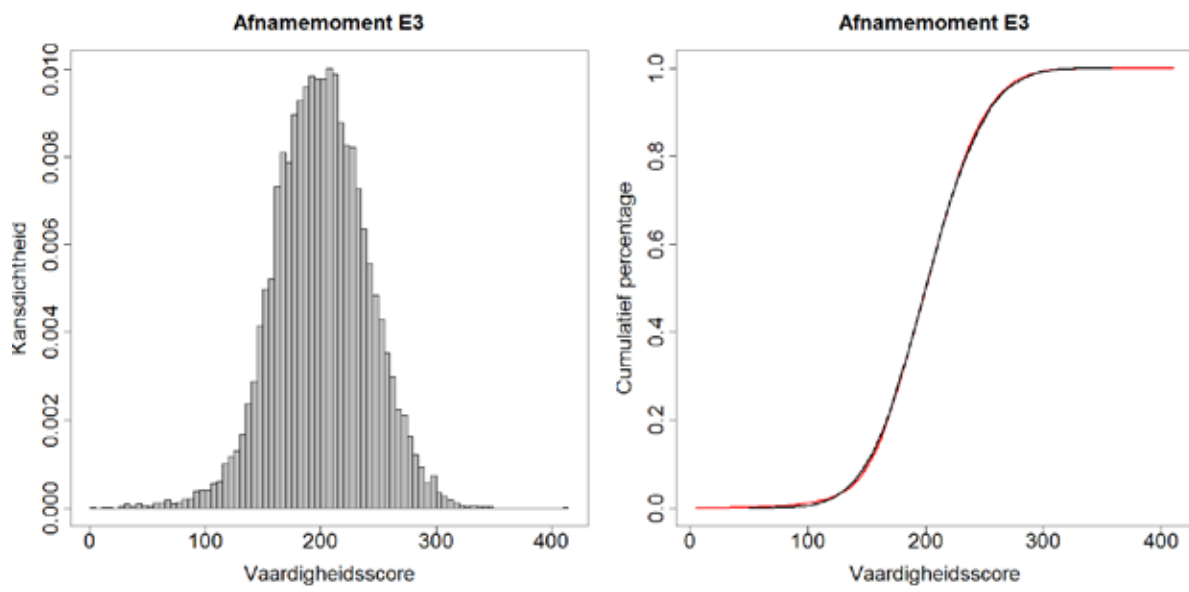 Afnamemoment E3
Kansdichtheid
0.010
0.008
0.006
0.004
0.002
0.000
0 100 200 300 400
Vaardigheidsscore
Afnamemoment E3
Cumulatief percentage
1.0
0.8
0.6
0.4
0.2
0.0
0 100 200 300 400
Vaardigheidsscore